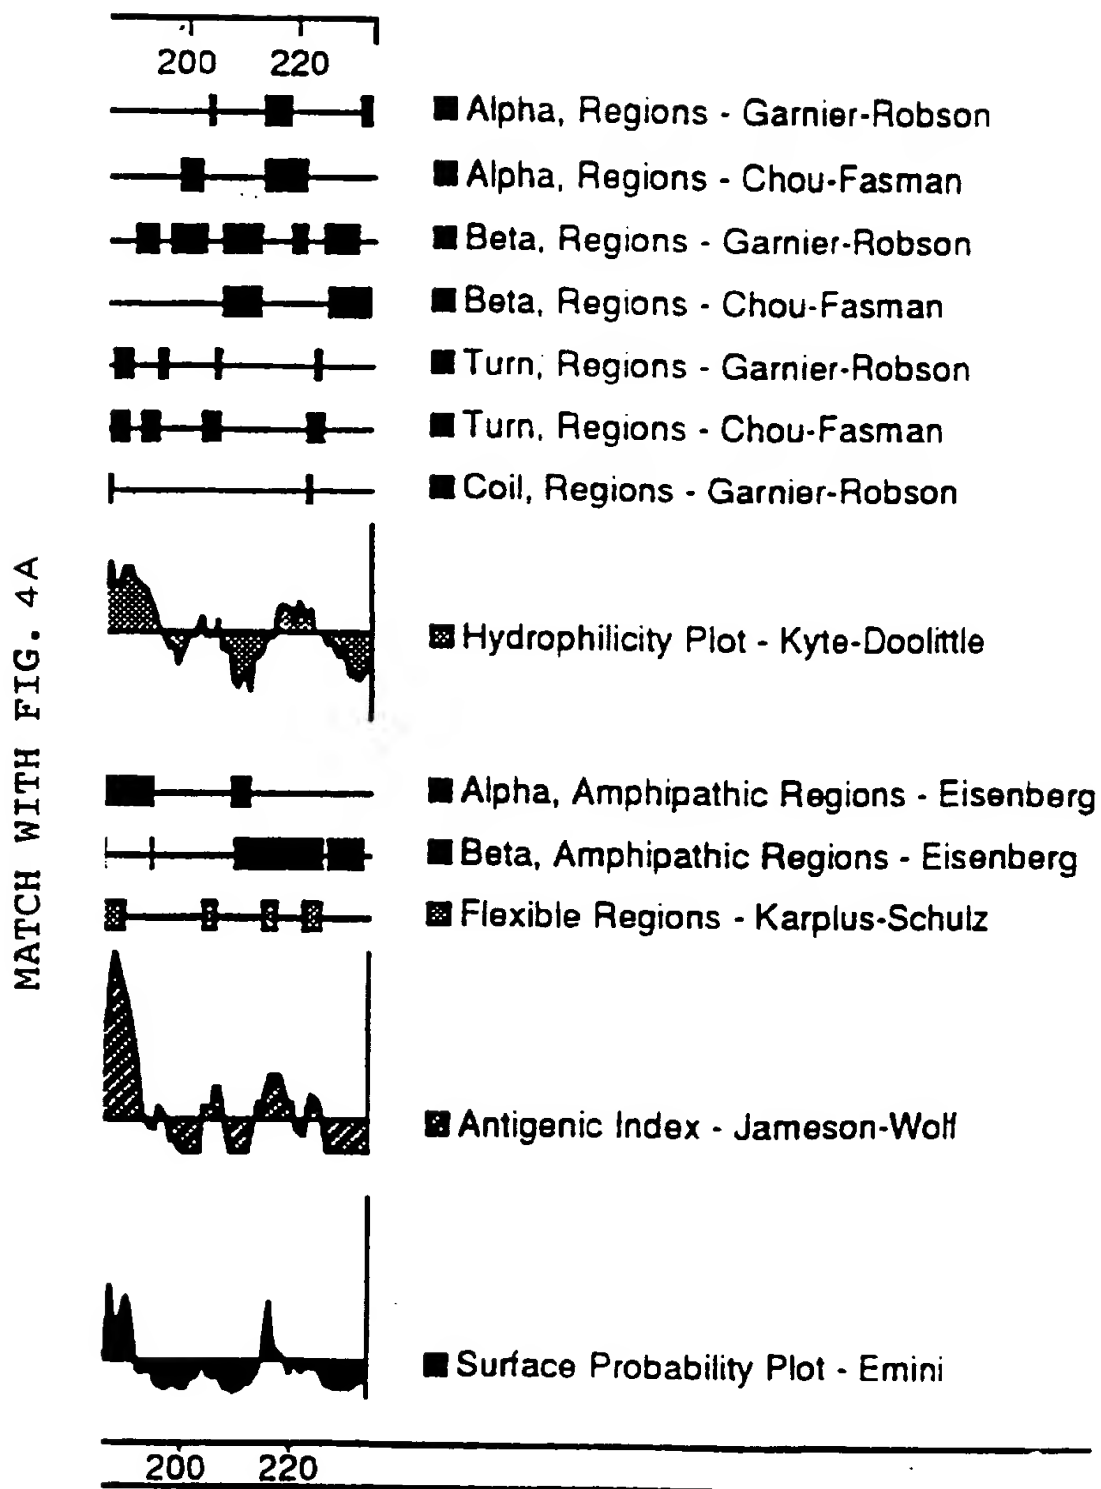 200 220
Alpha, Regions - Garnier-Robson
Alpha, Regions - Chou-Fasman
Beta, Regions - Garnier-Robson
Beta, Regions - Chou-Fasman
Turn, Regions - Garnier-Robson
Turn, Regions - Chou-Fasman
Coil, Regions - Garnier-Robson
Hydrophilicity Plot - Kyte-Doolittle
MATCH WITH FIG. 4A
Alpha, Amphipathic Regions - Eisenberg
Beta, Amphipathic Regions - Eisenberg
Flexible Regions - Karplus-Schulz
Antigenic Index - Jameson-Wolf
Surface Probability Plot - Emini
200 220